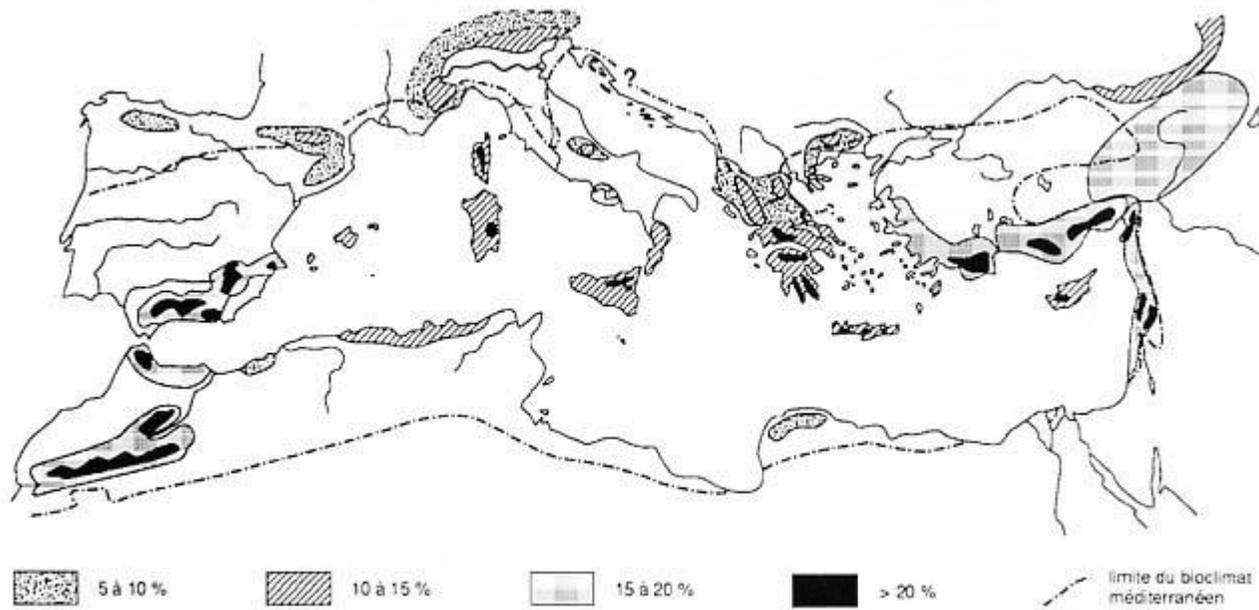 ?
5 à 10 %
10 à 15 %
15 à 20 %
> 20 %
limite du bioclimat
méditerranéen